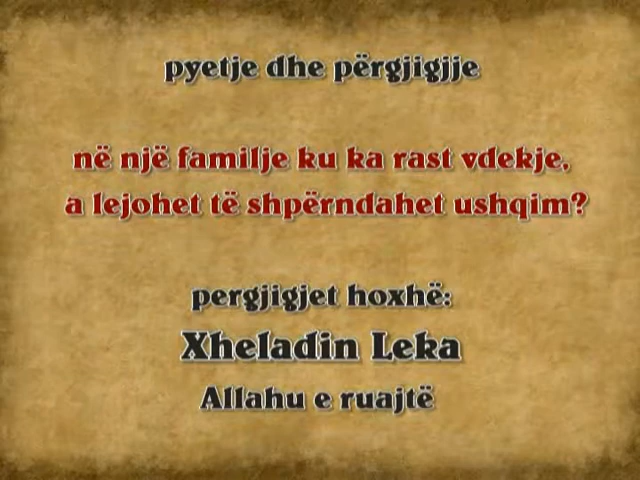 pyetje dhe përgjigjje
në një familje ku ka rast vdekje,
a lejohet të shpërndahet ushqim?
pergjigjet hoxhë:
Xheladin Leka
Allahu e ruajtë